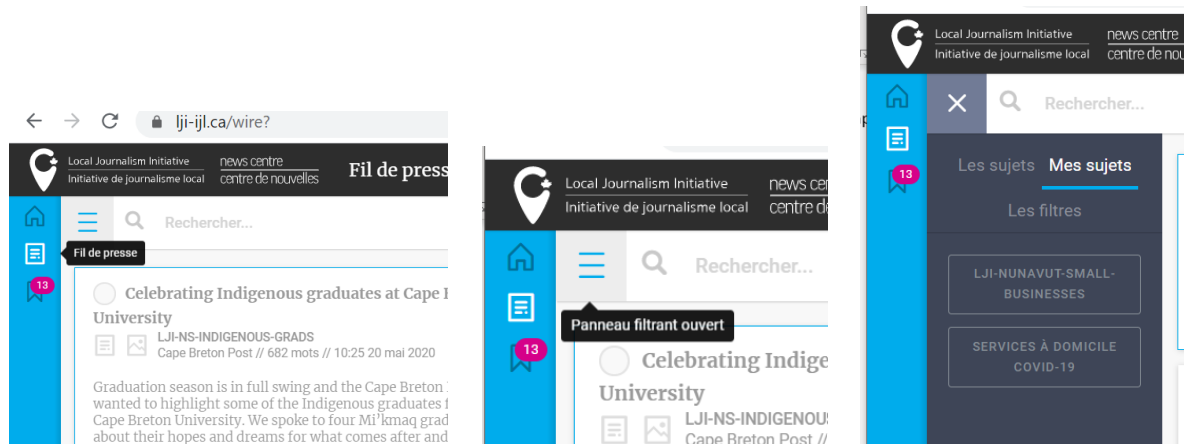 lji-ijl.ca/wire?
Local Journalism Initiative
Initiative de journalisme local
news centre
centre de nouvelles
Fil de press
Rechercher...
Fil de presse
13
Celebrating Indigenous graduates at Cape
University
LJI-NS-INDIGENOUS-GRADS
Cape Breton Post // 682 mots // 10:25 20 mai 2020
Graduation season is in full swing and the Cape Breton
wanted to highlight some of the Indigenous graduates
Cape Breton University. We spoke to four Mi'kmaq grad
about their hopes and dreams for what comes after and
Local Journalism Initiative
Initiative de journalisme local
news cen
centre d
Rechercher...
Panneau filtrant ouvert
13
Celebrating Indige
University
LJI-NS-INDIGENOU
Cape Breton Post //
Local Journalism Initiative
Initiative de journalisme local
news centre
centre de nou
Rechercher...
13
Les sujets Mes sujets
Les filtres
LJI-NUNAVUT-SMALL-
BUSINESSES
SERVICES À DOMICILE
COVID-19